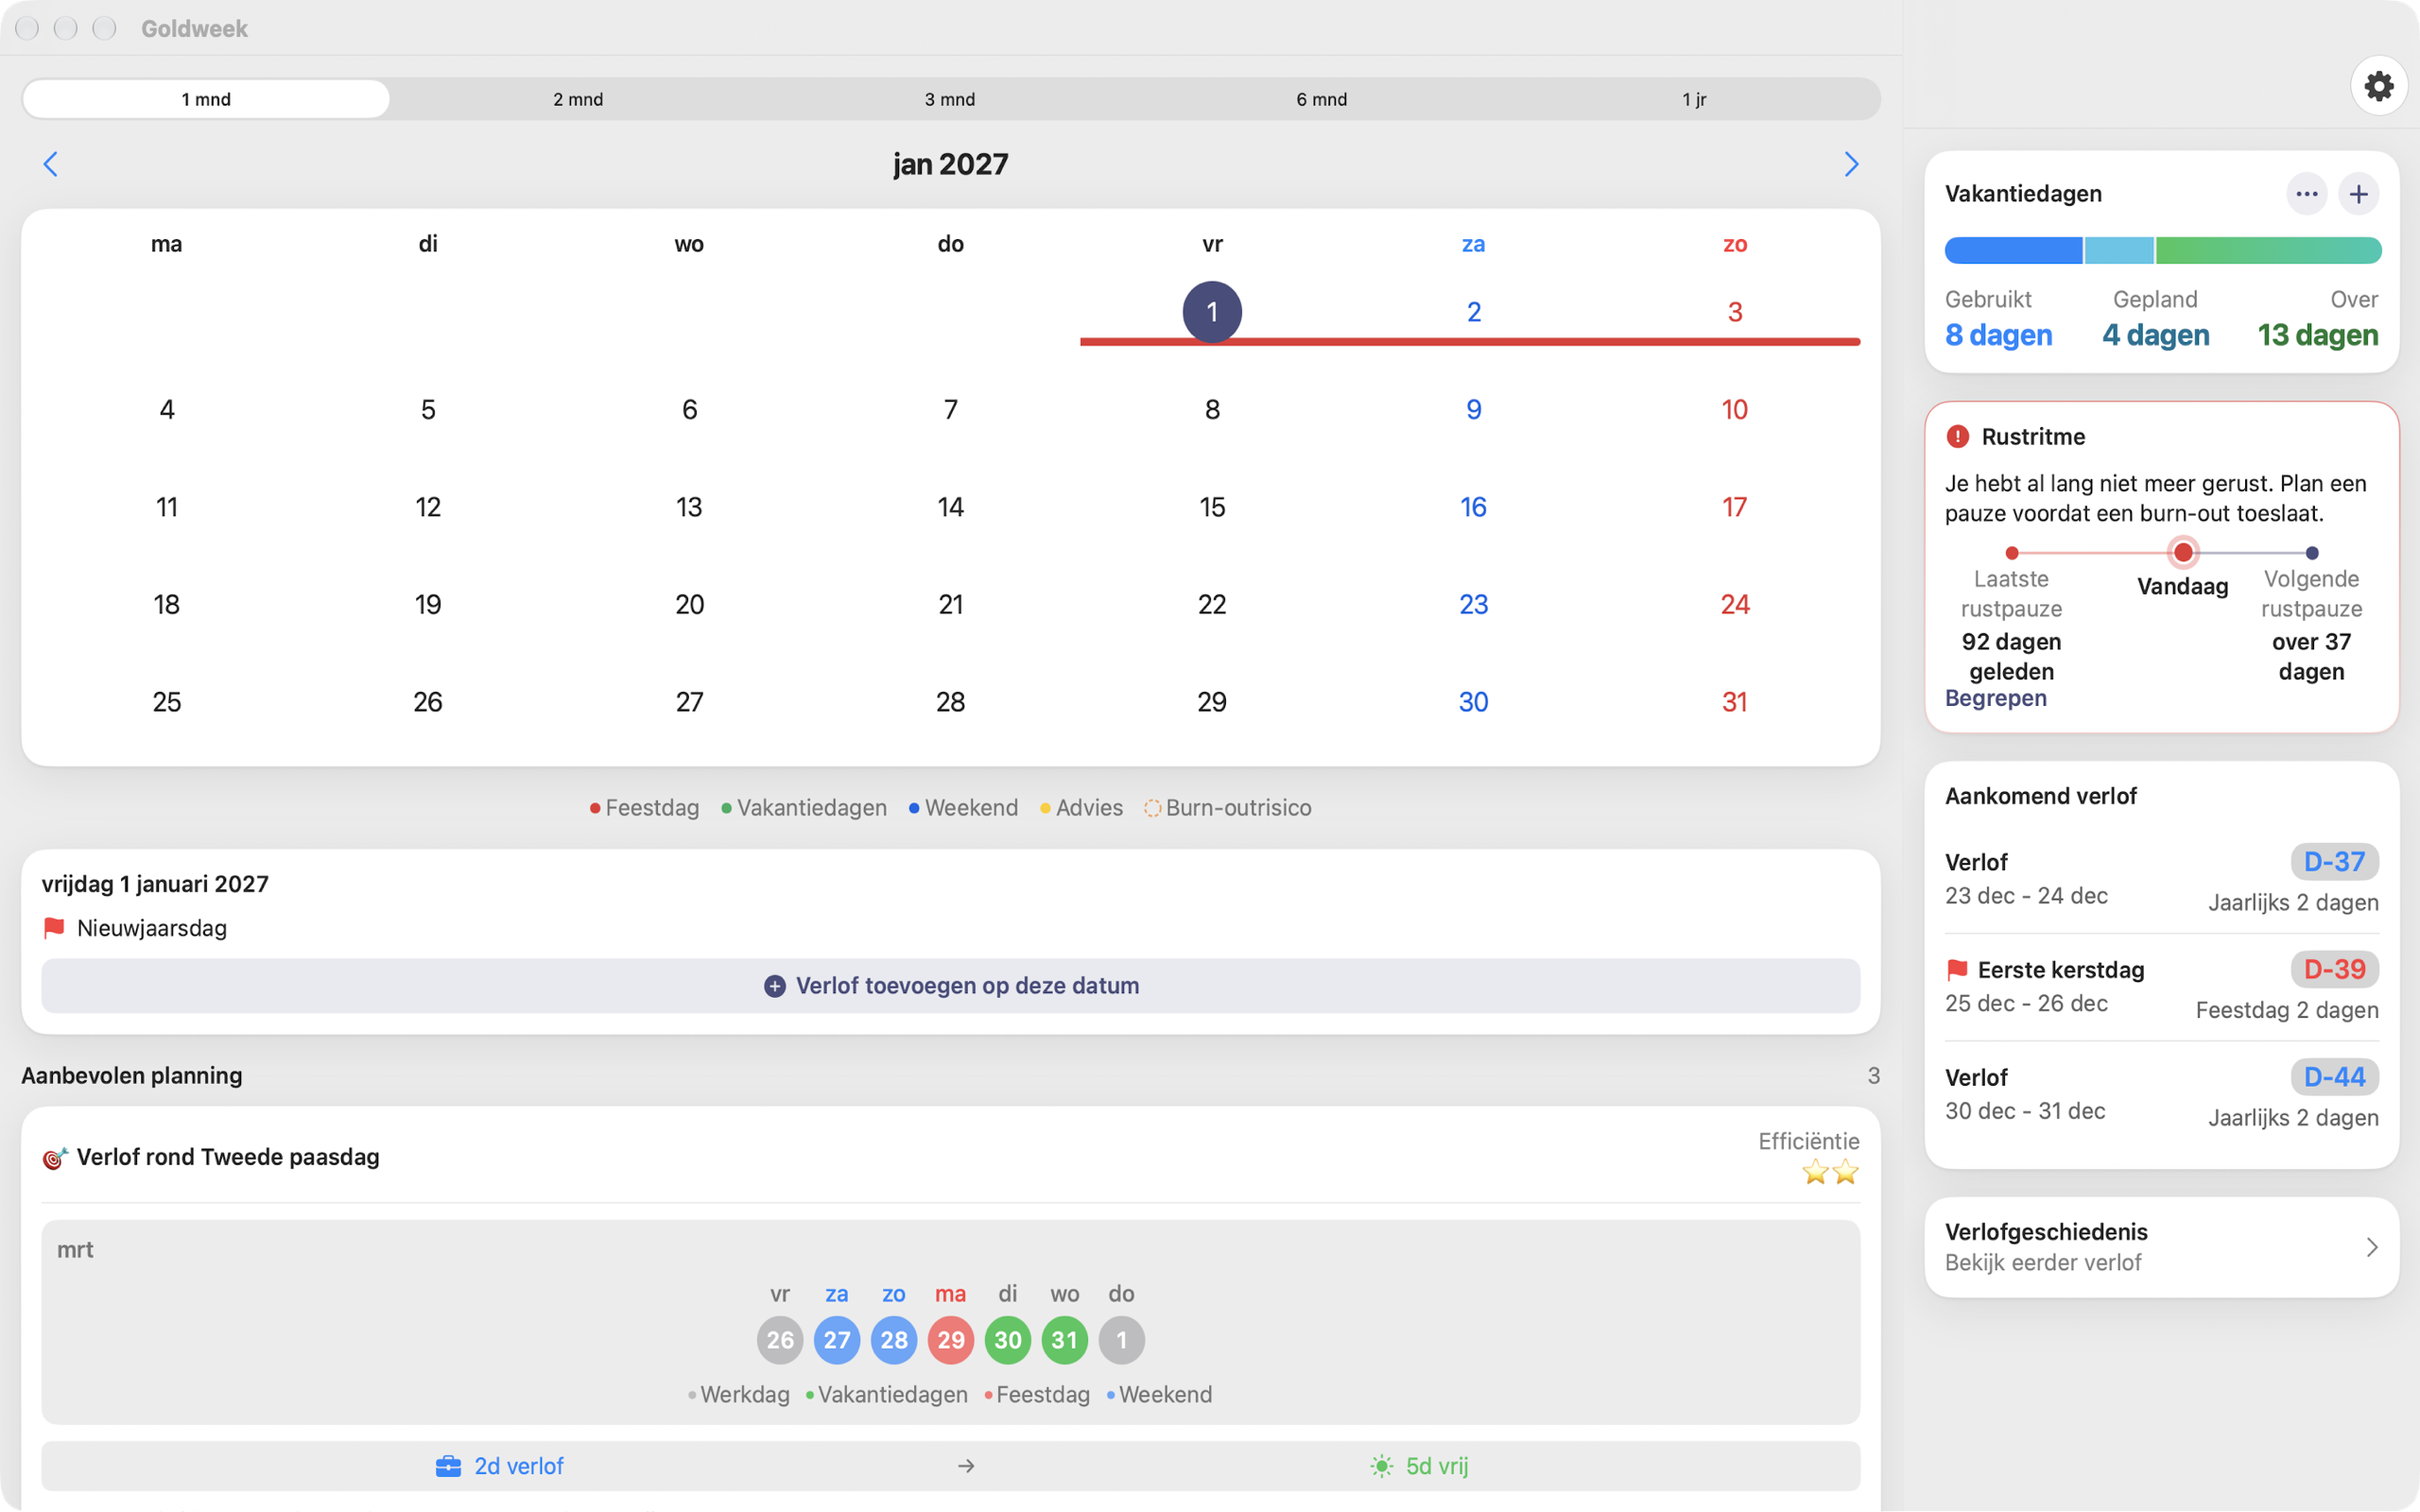 Goldweek
1 mnd 2 mnd 3 mnd 6 mnd 1 jr
jan 2027
ma di wo do vr za zo
1 2 3
4 5 6 7 8 9 10
11 12 13 14 15 16 17
18 19 20 21 22 23 24
25 26 27 28 29 30 31
Feestdag Vakantiedagen Weekend Advies Burn-outrisico
vrijdag 1 januari 2027
Nieuwjaarsdag
Verlof toevoegen op deze datum
Aanbevolen planning 3
Verlof rond Tweede paasdag
Efficiëntie
mrt
vr za zo ma di wo do
26 27 28 29 30 31 1
Werkdag Vakantiedagen Feestdag Weekend
2d verlof → 5d vrij
Vakantiedagen
Gebruikt Gepland Over
8 dagen 4 dagen 13 dagen
Rustritme
Je hebt al lang niet meer gerust. Plan een
pauze voordat een burn-out toeslaat.
Laatste rustpauze
92 dagen geleden
Vandaag
Volgende rustpauze
over 37 dagen
Begrepen
Aankomend verlof
Verlof D-37
23 dec - 24 dec Jaarlijks 2 dagen
Eerste kerstdag D-39
25 dec - 26 dec Feestdag 2 dagen
Verlof D-44
30 dec - 31 dec Jaarlijks 2 dagen
Verlofgeschiedenis
Bekijk eerder verlof